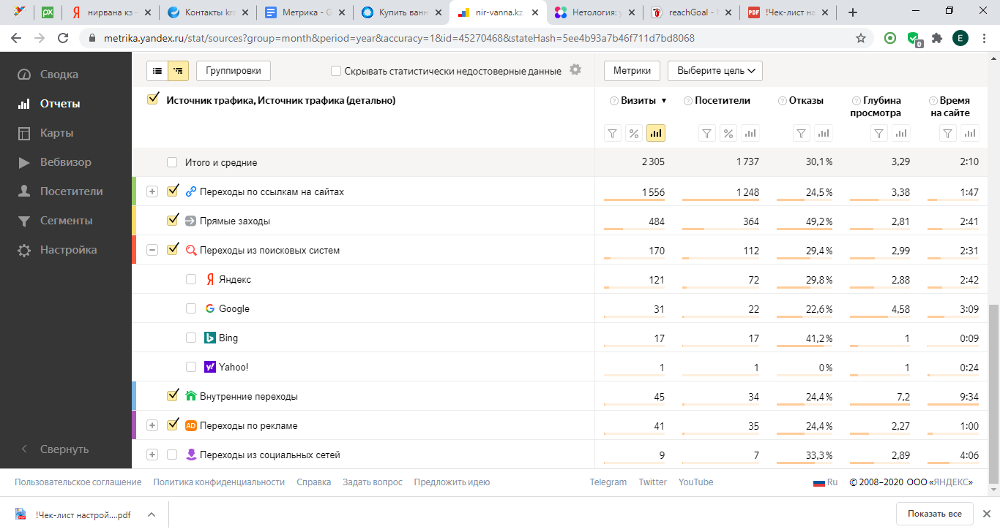 нирвана кз -
Контакты kra
Метрика - G
Купить ванн
nir-vanna.kz
Нетология: у
reachGoal -
!Чек-лист на
metrika.yandex.ru/stat/sources?group=month&period=year&accuracy=1&id=45270468&stateHash=5ee4b93a7b46f711d7bd8068
0
E
Сводка
Отчеты
Карты
Вебвизор
Посетители
Сегменты
Настройка
Свернуть
Группировки
Скрывать статистически недостоверные данные
Метрики
Выберите цель
Источник трафика, Источник трафика (детально)
Визиты ▼ Посетители Отказы Глубина просмотра Время на сайте
% %
Итого и средние 2 305 1 737 30,1 % 3,29 2:10
Переходы по ссылкам на сайтах 1 556 1 248 24,5 % 3,38 1:47
Прямые заходы 484 364 49,2 % 2,81 2:41
Переходы из поисковых систем 170 112 29,4 % 2,99 2:31
Яндекс 121 72 29,8 % 2,88 2:42
Google 31 22 22,6 % 4,58 3:09
Bing 17 17 41,2 % 1 0:09
Yahoo! 1 1 0 % 1 0:24
Внутренние переходы 45 34 24,4 % 7,2 9:34
AD Переходы по рекламе 41 35 24,4 % 2,27 1:00
Переходы из социальных сетей 9 7 33,3 % 2,89 4:06
Пользовательское соглашение Политика конфиденциальности Справка Задать вопрос Предложить идею Telegram Twitter YouTube Ru © 2008–2020 ООО «ЯНДЕКС»
!Чек-лист настрой....pdf
Показать все